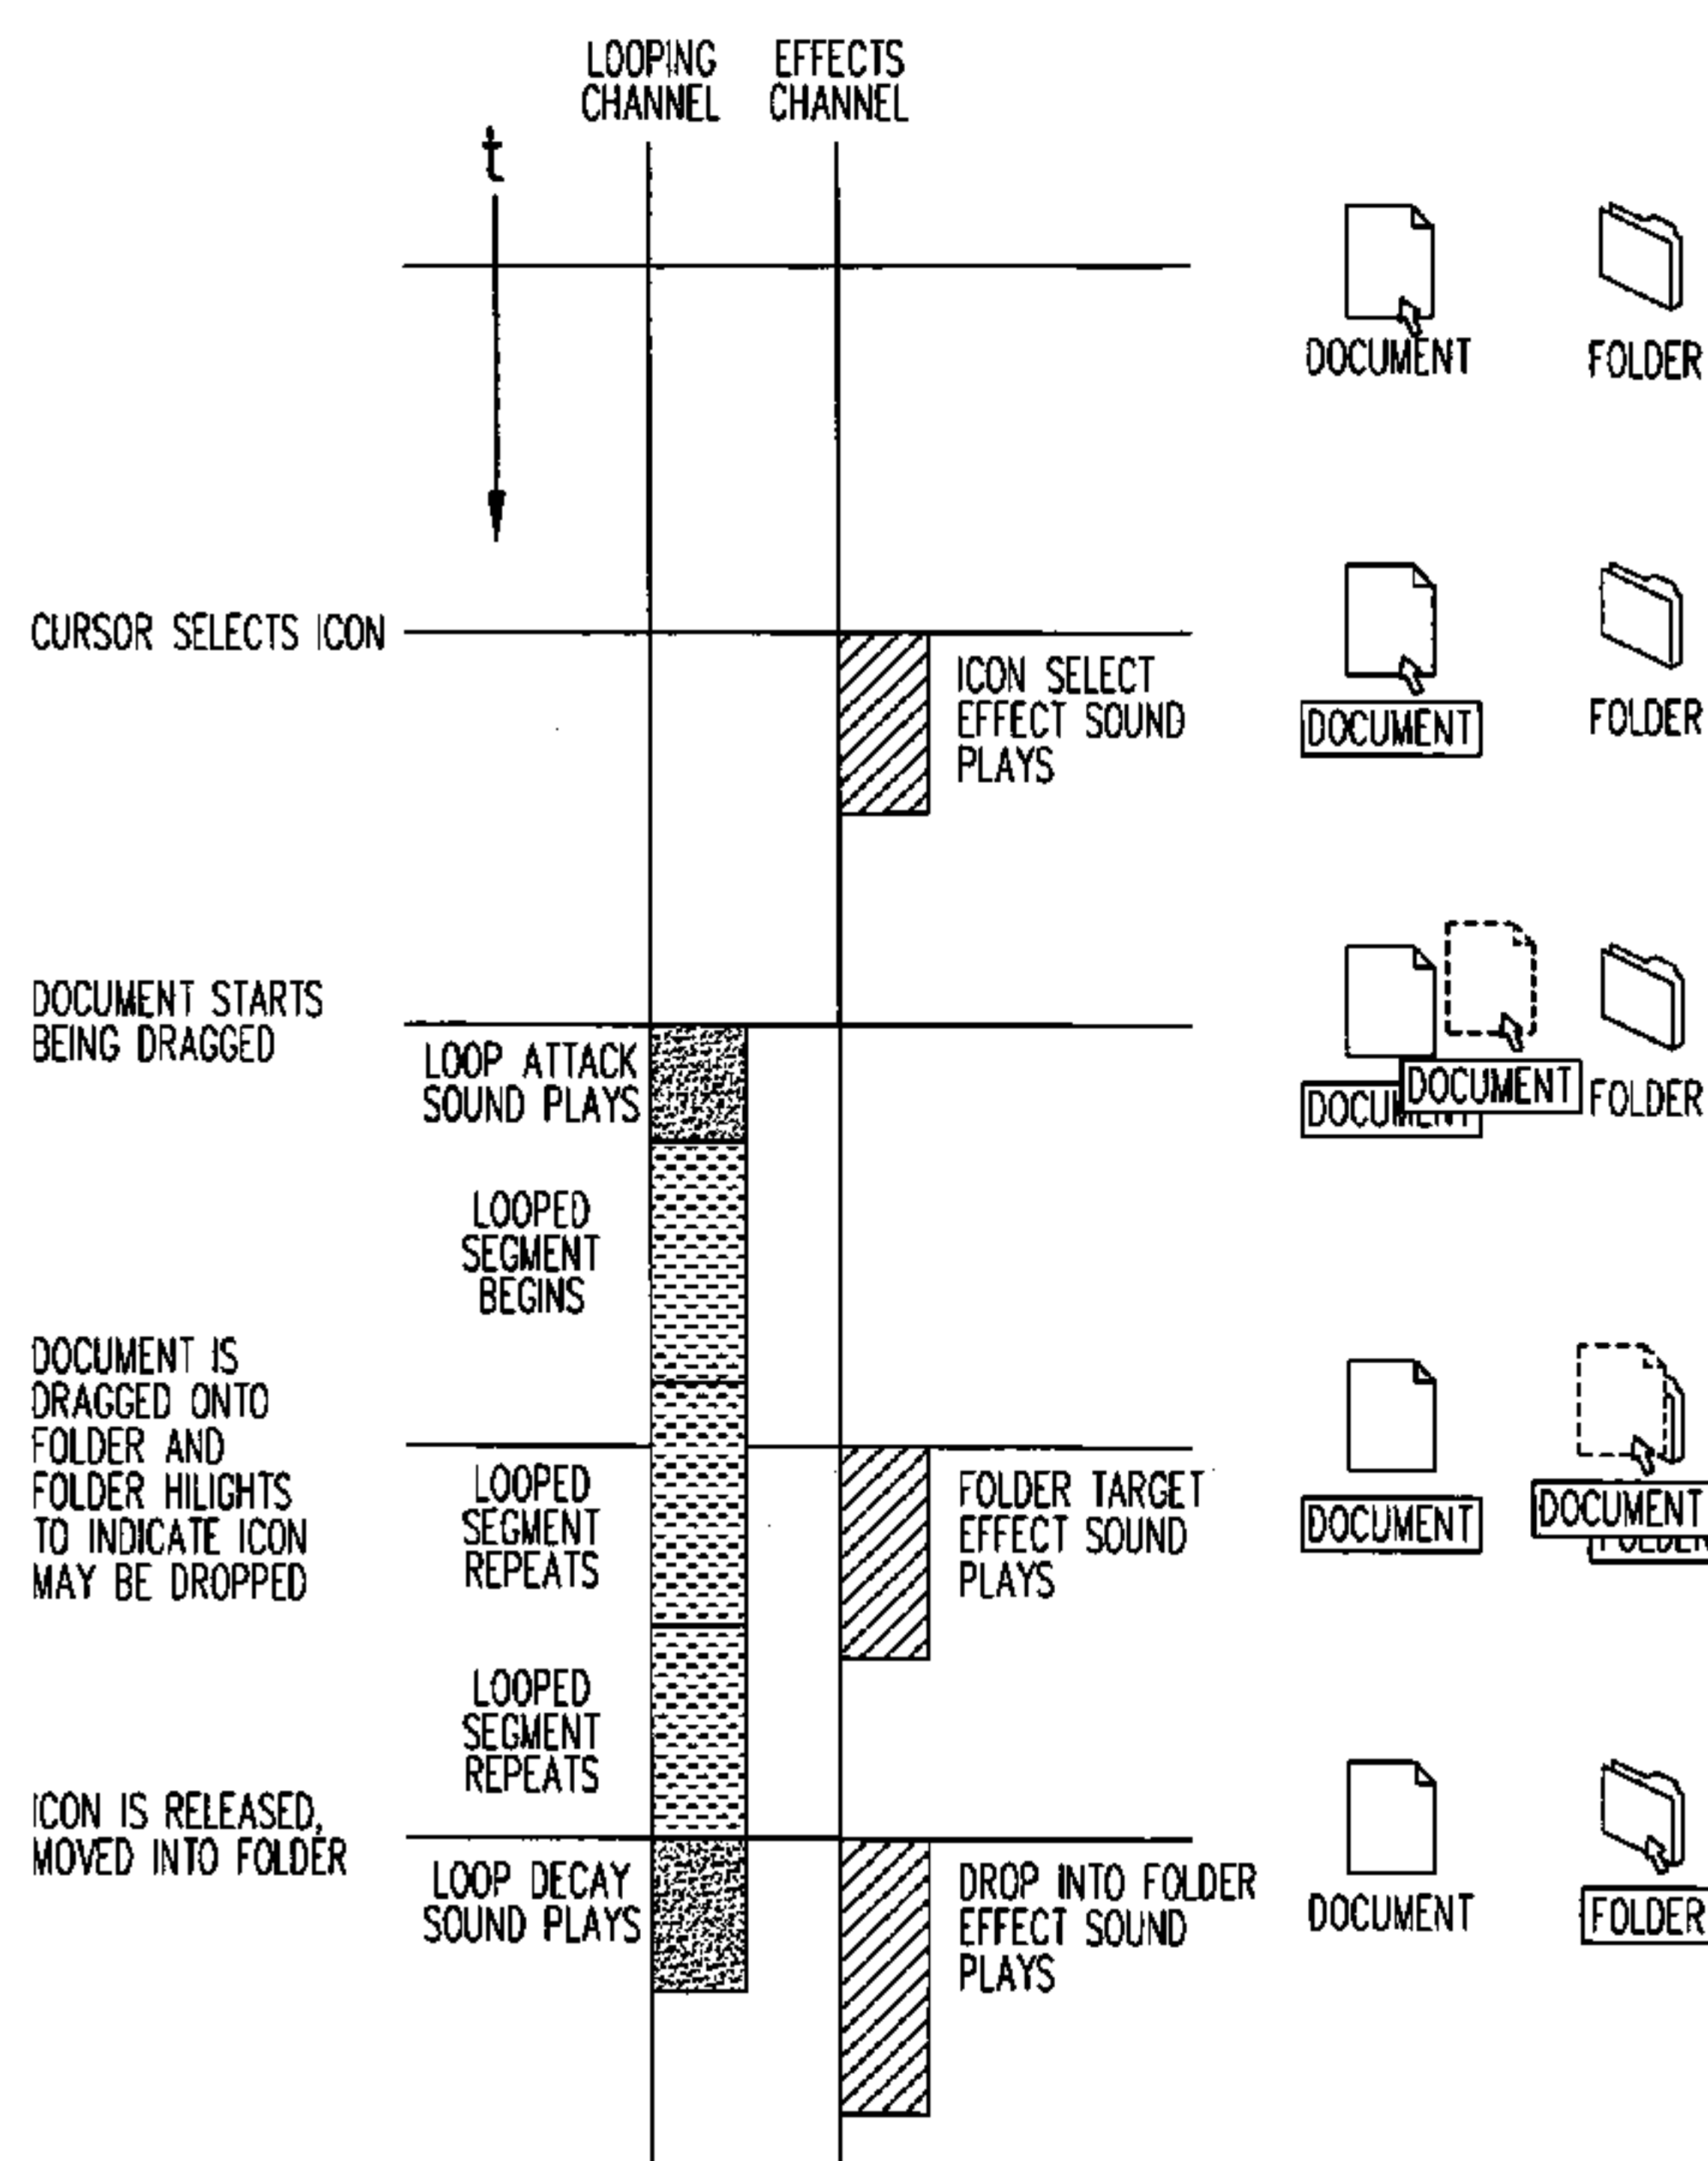 LOOPING
CHANNEL
EFFECTS
CHANNEL
t
DOCUMENT
FOLDER
CURSOR SELECTS ICON
ICON SELECT
EFFECT SOUND
PLAYS
DOCUMENT
FOLDER
DOCUMENT STARTS
BEING DRAGGED
LOOP ATTACK
SOUND PLAYS
DOCUMENT
DOCUMENT
FOLDER
LOOPED
SEGMENT
BEGINS
DOCUMENT IS
DRAGGED ONTO
FOLDER AND
FOLDER HILIGHTS
TO INDICATE ICON
MAY BE DROPPED
LOOPED
SEGMENT
REPEATS
FOLDER TARGET
EFFECT SOUND
PLAYS
DOCUMENT
DOCUMENT
FOLDER
LOOPED
SEGMENT
REPEATS
ICON IS RELEASED,
MOVED INTO FOLDER
LOOP DECAY
SOUND PLAYS
DROP INTO FOLDER
EFFECT SOUND
PLAYS
DOCUMENT
FOLDER